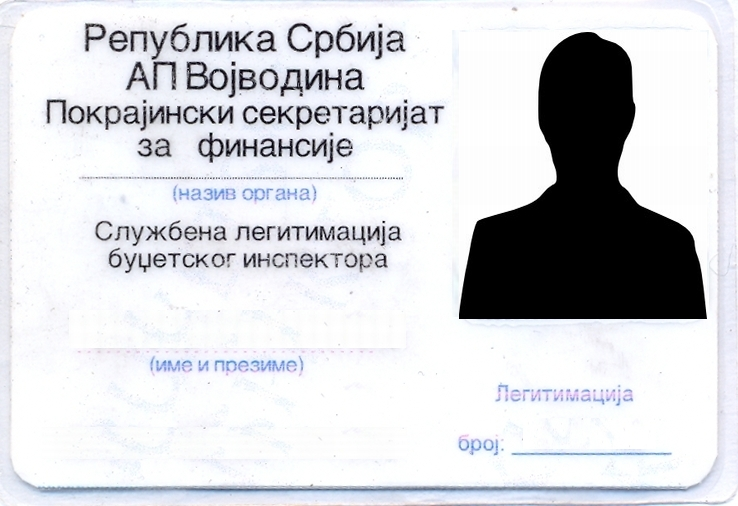 Република Србија
АП Војводина
Покрајински секретаријат
за финансије
(назив органа)
Службена легитимација
буџетског инспектора
(име и презиме)
Легитимација
број: